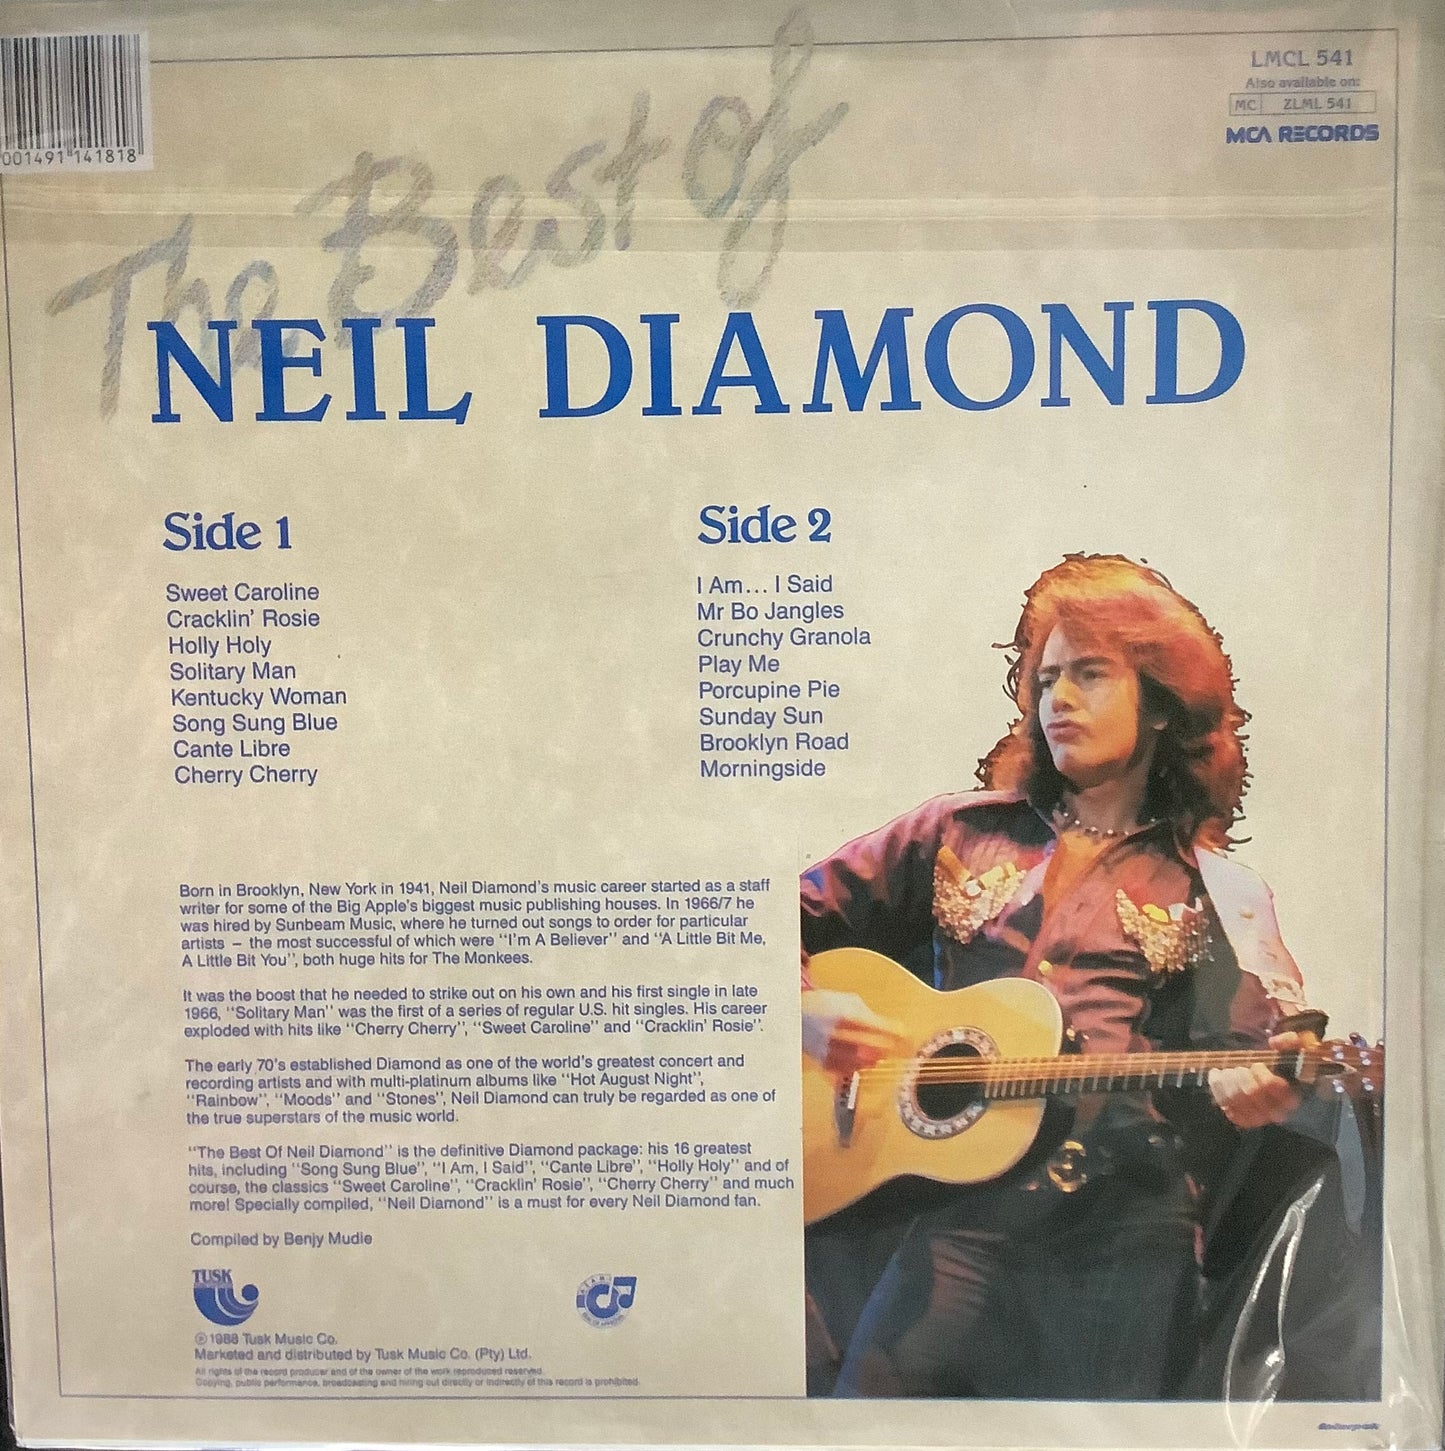 001491 141818
LMCL 541
Also available on:
MC ZLML 541
MCA RECORDS
The Best of
NEIL DIAMOND
Side 1
Sweet Caroline
Cracklin' Rosie
Holly Holy
Solitary Man
Kentucky Woman
Song Sung Blue
Cante Libre
Cherry Cherry
Side 2
I Am... I Said
Mr Bo Jangles
Crunchy Granola
Play Me
Porcupine Pie
Sunday Sun
Brooklyn Road
Morningside
Born in Brooklyn, New York in 1941, Neil Diamond's music career started as a staff
writer for some of the Big Apple's biggest music publishing houses. In 1966/7 he
was hired by Sunbeam Music, where he turned out songs to order for particular
artists – the most successful of which were "I'm A Believer" and "A Little Bit Me,
A Little Bit You", both huge hits for The Monkees.
It was the boost that he needed to strike out on his own and his first single in late
1966, "Solitary Man" was the first of a series of regular U.S. hit singles. His career
exploded with hits like "Cherry Cherry", "Sweet Caroline" and "Cracklin' Rosie".
The early 70's established Diamond as one of the world's greatest concert and
recording artists and with multi-platinum albums like "Hot August Night",
"Rainbow", "Moods" and "Stones", Neil Diamond can truly be regarded as one of
the true superstars of the music world.
"The Best Of Neil Diamond" is the definitive Diamond package: his 16 greatest
hits, including "Song Sung Blue", "I Am, I Said", "Cante Libre", "Holly Holy" and of
course, the classics "Sweet Caroline", "Cracklin' Rosie", "Cherry Cherry" and much
more! Specially compiled, "Neil Diamond" is a must for every Neil Diamond fan.
Compiled by Benjy Mudie
TUSK
℗ 1988 Tusk Music Co.
Marketed and distributed by Tusk Music Co. (Pty) Ltd.
All rights of the record producer and of the owner of the work reproduced reserved.
Copying, public performance, broadcasting and hiring out directly or indirectly of this record is prohibited.